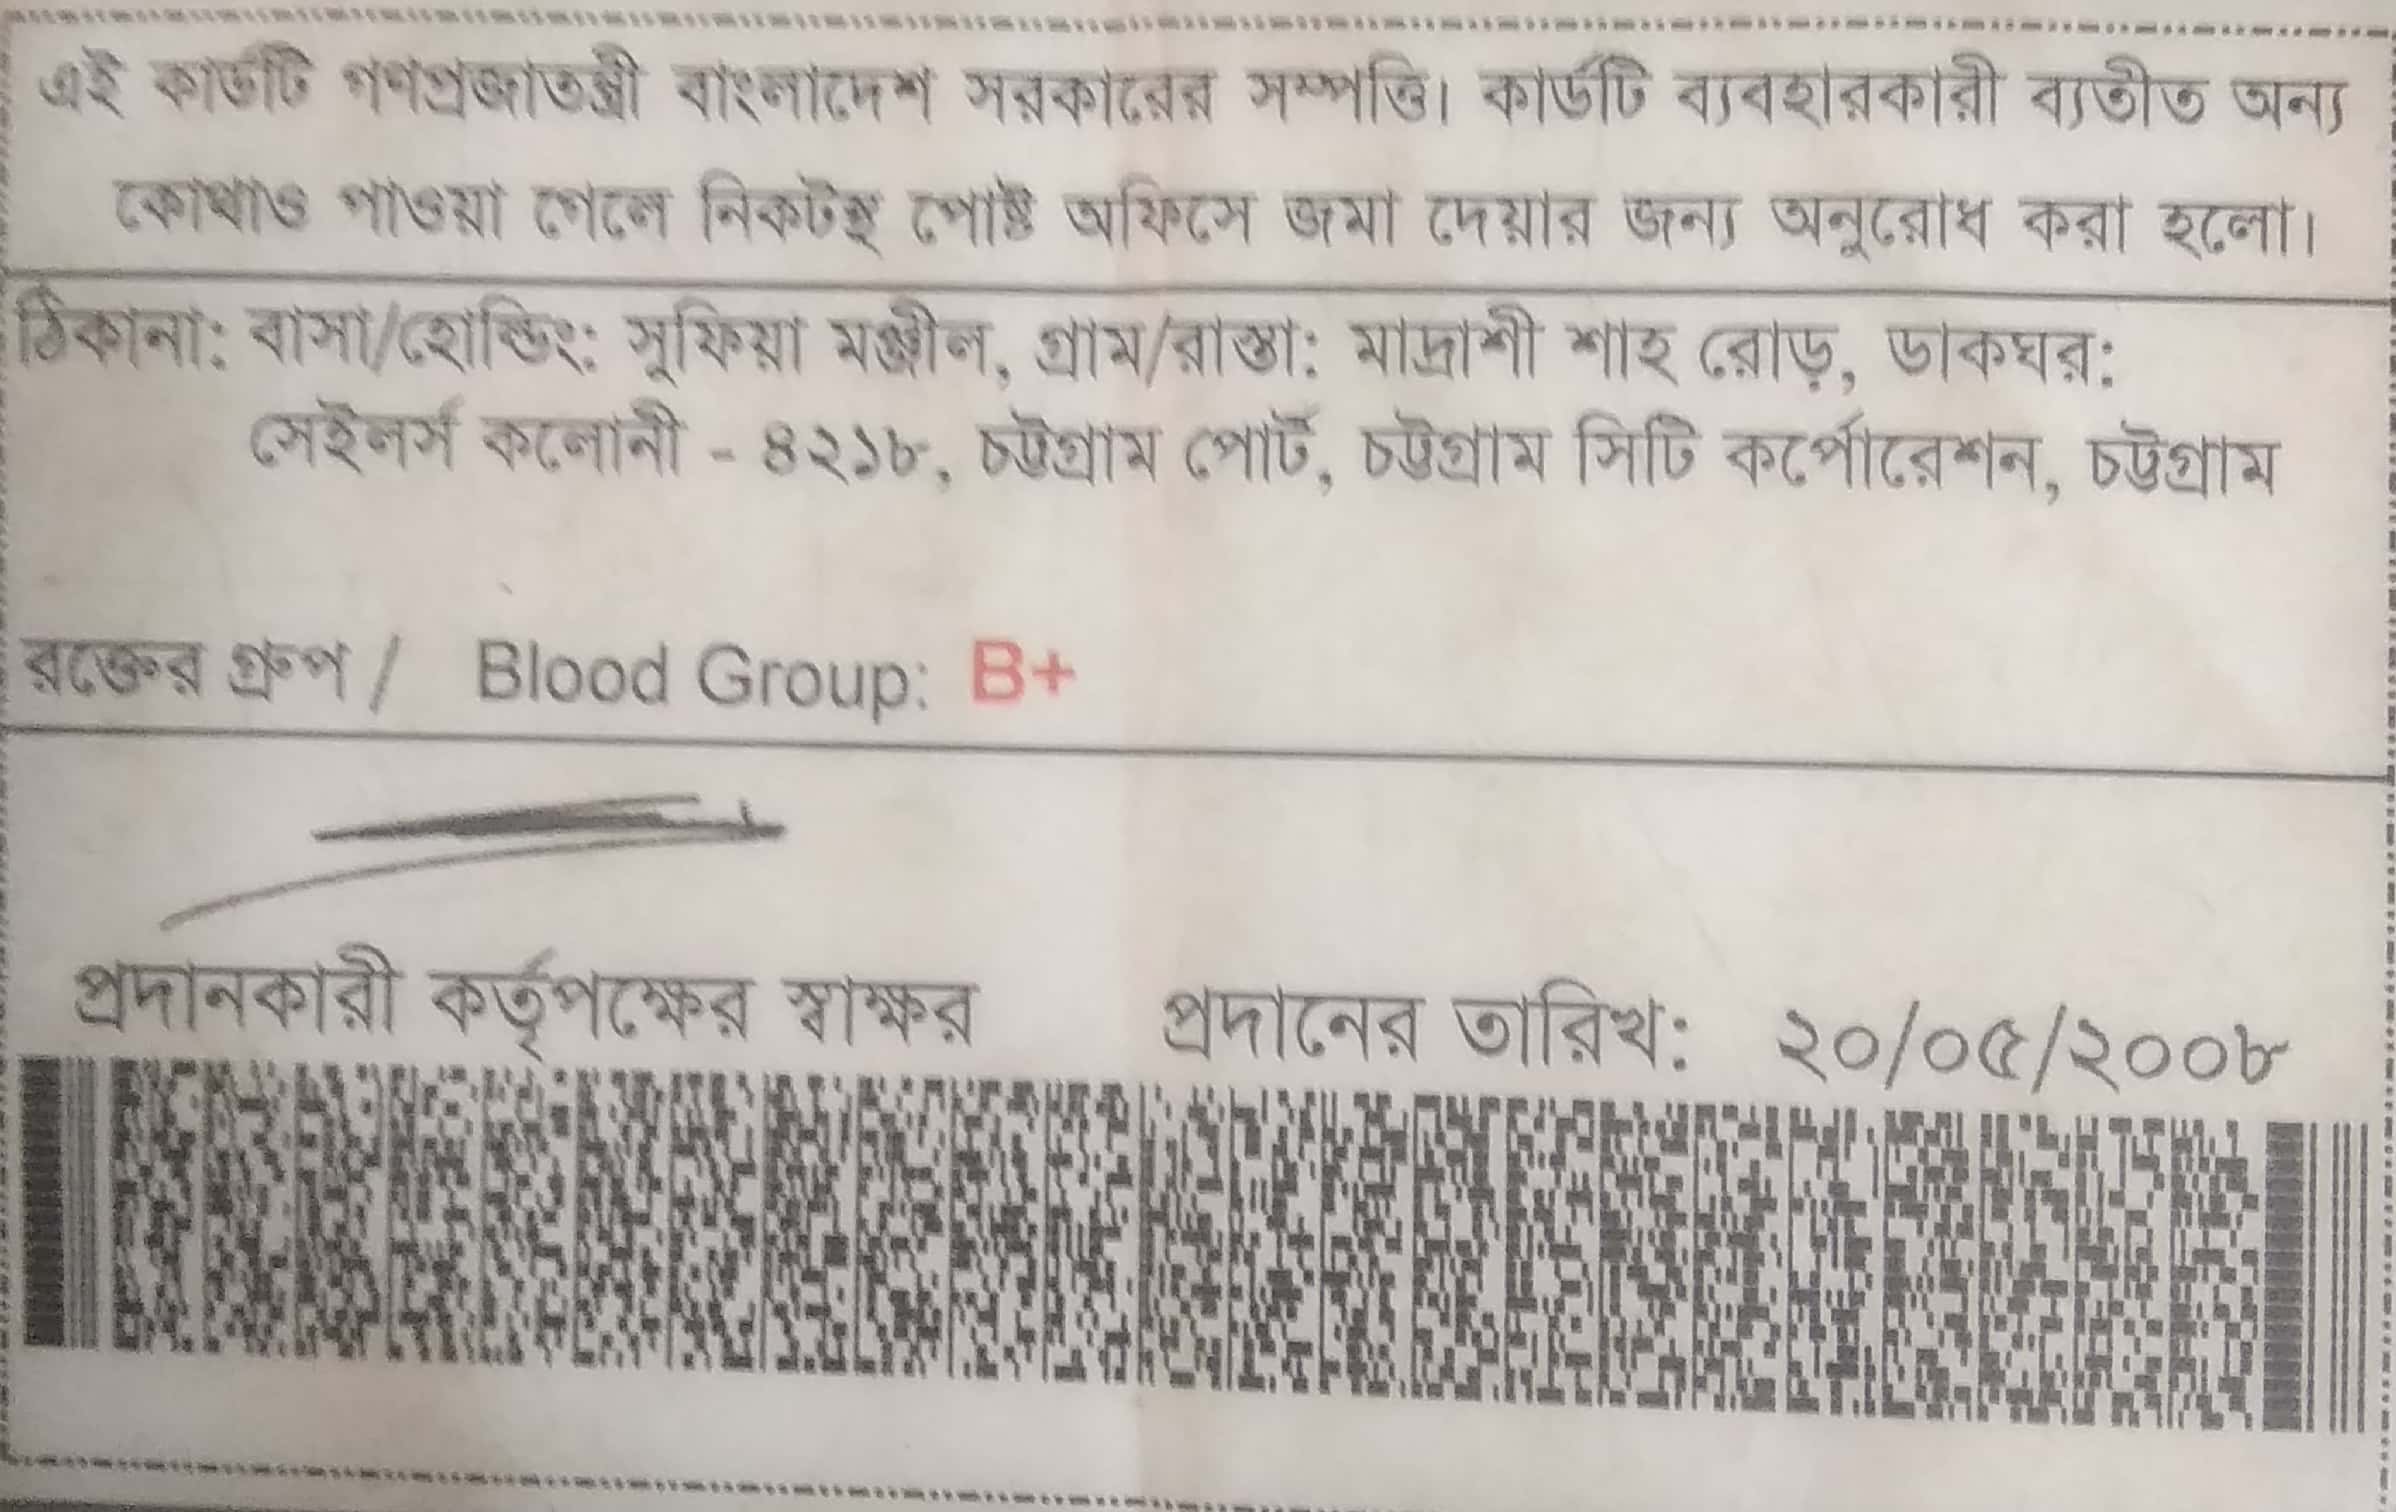 এই কার্ডটি গণপ্রজাতন্ত্রী বাংলাদেশ সরকারের সম্পত্তি। কার্ডটি ব্যবহারকারী ব্যতীত অন্য
কোথাও পাওয়া গেলে নিকটস্থ পোষ্ট অফিসে জমা দেয়ার জন্য অনুরোধ করা হলো।
ঠিকানা: বাসা/হোল্ডিং: সুফিয়া মঞ্জীল, গ্রাম/রাস্তা: মাদ্রাশী শাহ রোড়, ডাকঘর:
সেইলর্স কলোনী - ৪২১৮, চট্টগ্রাম পোর্ট, চট্টগ্রাম সিটি কর্পোরেশন, চট্টগ্রাম
রক্তের গ্রুপ / Blood Group: B+
প্রদানকারী কর্তৃপক্ষের স্বাক্ষর প্রদানের তারিখ: ২০/০৫/২০০৮